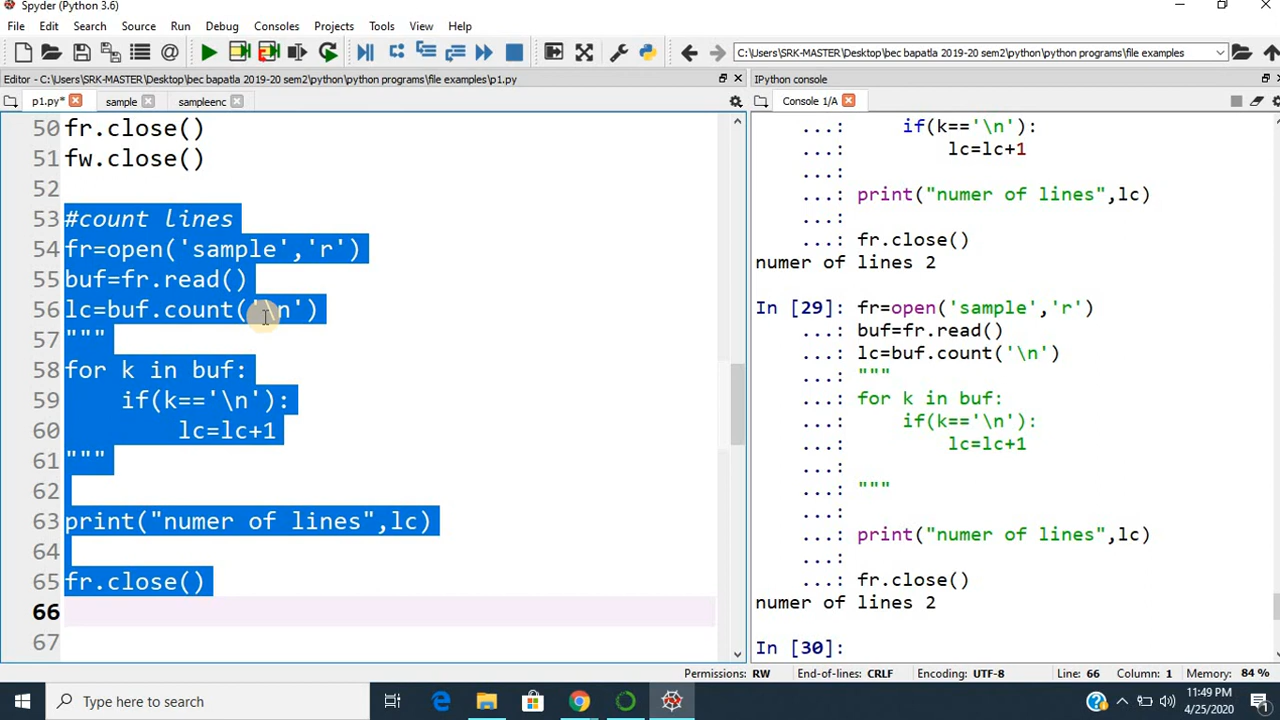 Spyder (Python 3.6)
File Edit Search Source Run Debug Consoles Projects Tools View Help
C:\Users\SRK-MASTER\Desktop\bec bapatla 2019-20 sem2\python\python programs\file examples
Editor - C:\Users\SRK-MASTER\Desktop\bec bapatla 2019-20 sem2\python\python programs\file examples\p1.py
p1.py* sample sampleenc
50 fr.close()
51 fw.close()
52
53 #count lines
54 fr=open('sample','r')
55 buf=fr.read()
56 lc=buf.count('\n')
57 """
58 for k in buf:
59 if(k=='\n'):
60 lc=lc+1
61 """
62
63 print("numer of lines",lc)
64
65 fr.close()
66
67
IPython console
Console 1/A
...: if(k=='\n'):
...: lc=lc+1
...:
...: print("numer of lines",lc)
...:
...: fr.close()
numer of lines 2
In [29]: fr=open('sample','r')
...: buf=fr.read()
...: lc=buf.count('\n')
...: """
...: for k in buf:
...: if(k=='\n'):
...: lc=lc+1
...:
...: """
...:
...: print("numer of lines",lc)
...:
...: fr.close()
numer of lines 2
In [30]:
Permissions: RW End-of-lines: CRLF Encoding: UTF-8 Line: 66 Column: 1 Memory: 84 %
Type here to search
11:49 PM
4/25/2020
1